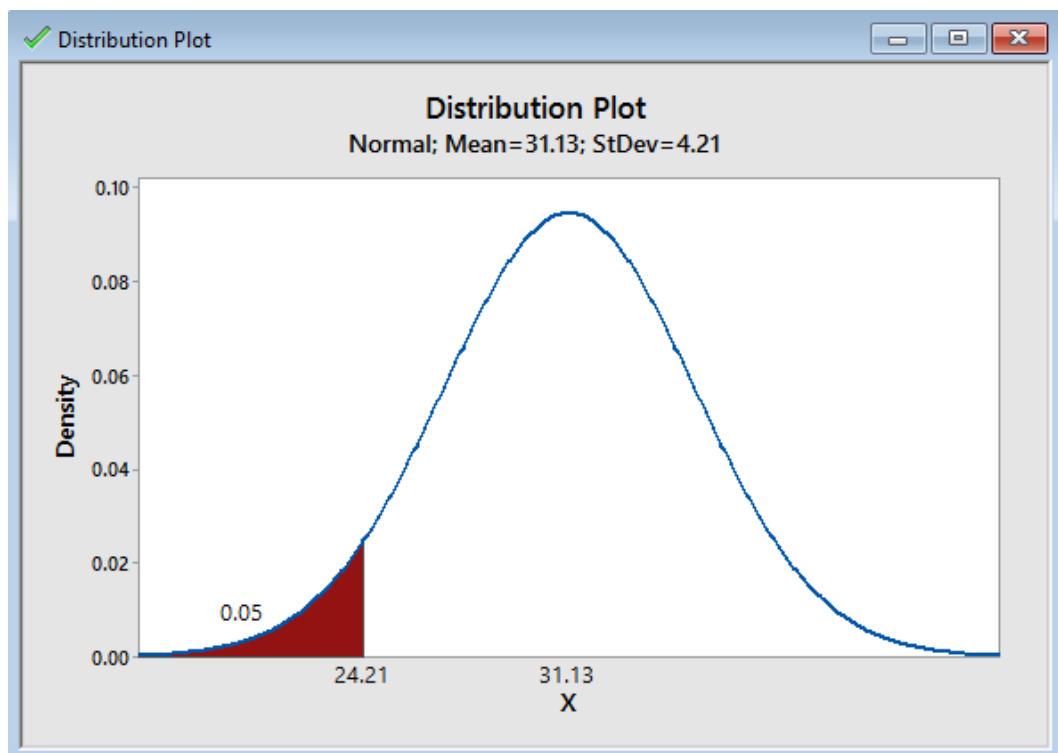 Distribution Plot
Distribution Plot
Normal; Mean=31.13; StDev=4.21
0.10
0.08
0.06
Density
0.04
0.02
0.05
0.00
24.21 31.13
X